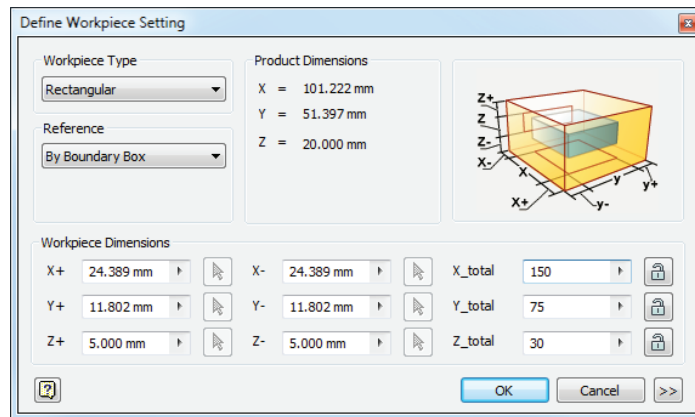 Define Workpiece Setting
Workpiece Type
Rectangular
Reference
By Boundary Box
Product Dimensions
X = 101.222 mm
Y = 51.397 mm
Z = 20.000 mm
Z+
Z
Z-
X-
X
X+
y
y+
y-
Workpiece Dimensions
X+ 24.389 mm X- 24.389 mm X_total 150
Y+ 11.802 mm Y- 11.802 mm Y_total 75
Z+ 5.000 mm Z- 5.000 mm Z_total 30
? OK Cancel >>